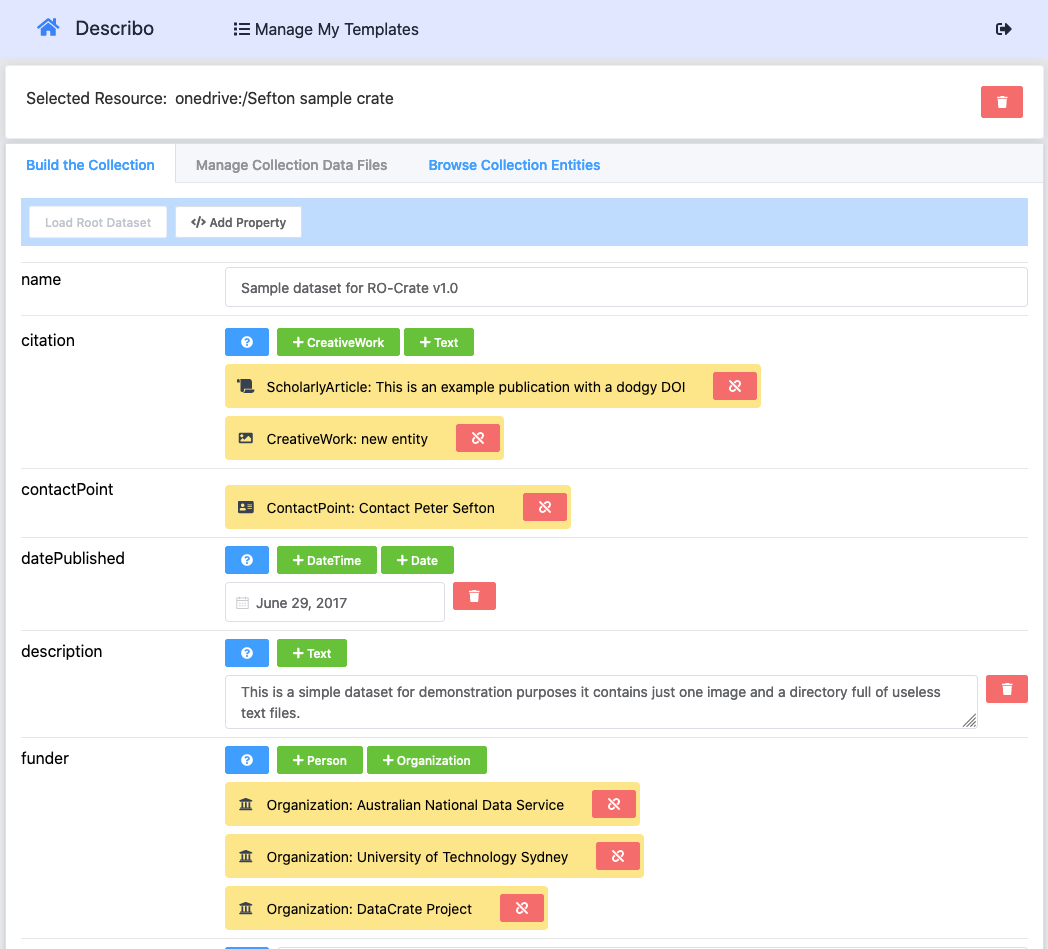 Describo
Manage My Templates
Selected Resource: onedrive:/Sefton sample crate
Build the Collection
Manage Collection Data Files
Browse Collection Entities
Load Root Dataset
</> Add Property
name
Sample dataset for RO-Crate v1.0
citation
? + CreativeWork + Text
ScholarlyArticle: This is an example publication with a dodgy DOI
CreativeWork: new entity
contactPoint
ContactPoint: Contact Peter Sefton
datePublished
? + DateTime + Date
June 29, 2017
description
? + Text
This is a simple dataset for demonstration purposes it contains just one image and a directory full of useless
text files.
funder
? + Person + Organization
Organization: Australian National Data Service
Organization: University of Technology Sydney
Organization: DataCrate Project